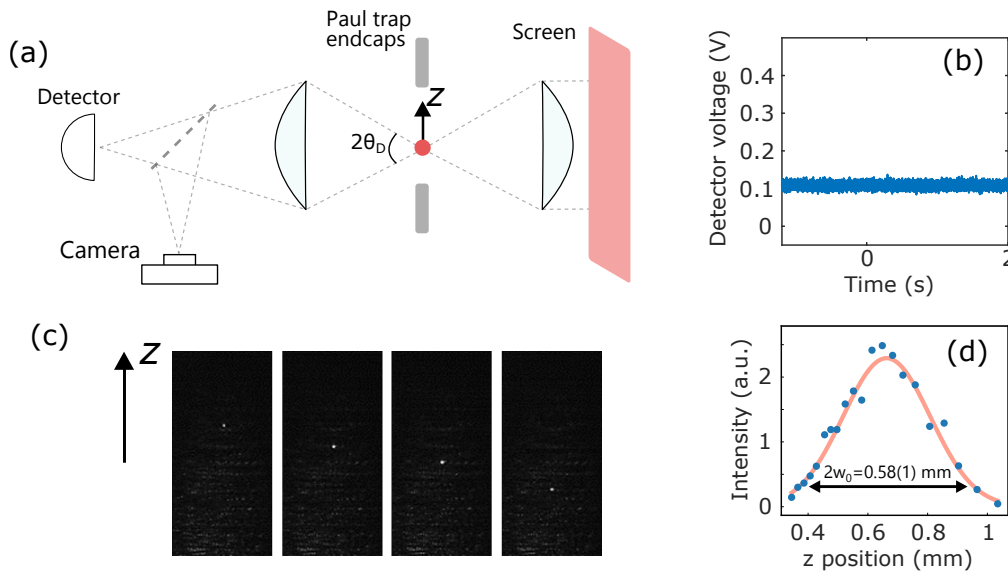 (a)
Paul trap
endcaps
Screen
Detector
z
2θD
Camera
(b)
Detector voltage (V)
0.4
0.3
0.2
0.1
0
0
2
Time (s)
(c)
z
(d)
Intensity (a.u.)
2
1
0
2w0=0.58(1) mm
0.4
0.6
0.8
1
z position (mm)